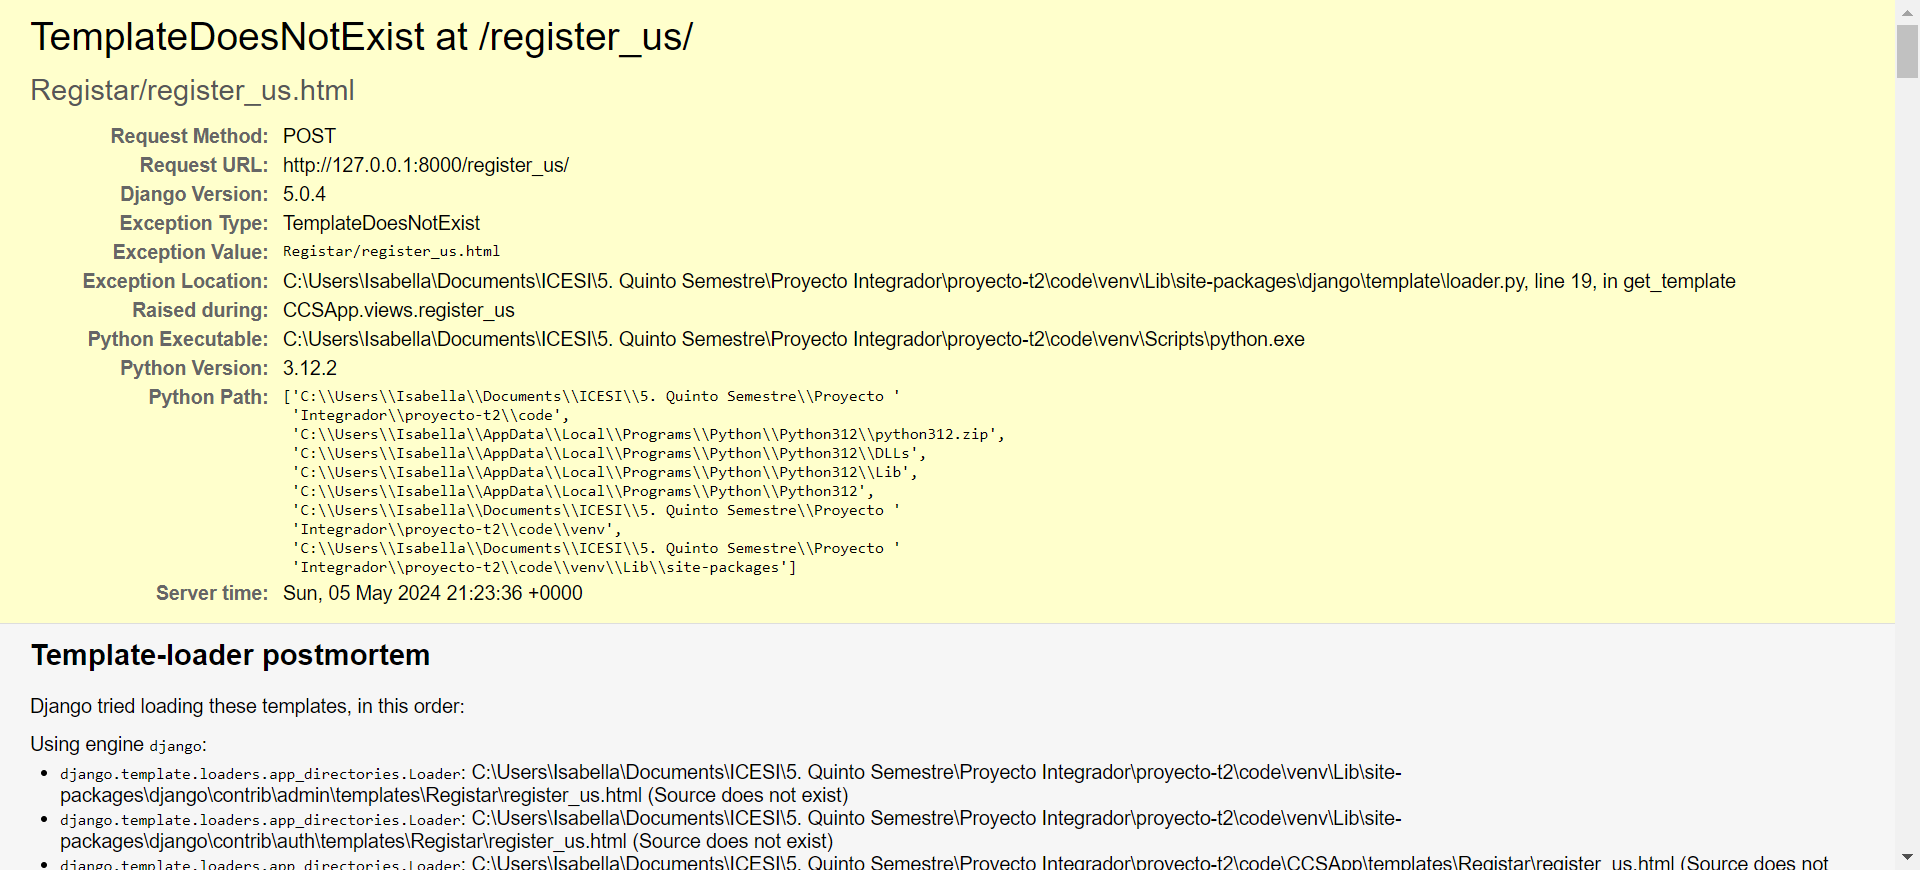 TemplateDoesNotExist at /register_us/
Registar/register_us.html
Request Method: POST
Request URL: http://127.0.0.1:8000/register_us/
Django Version: 5.0.4
Exception Type: TemplateDoesNotExist
Exception Value: Registar/register_us.html
Exception Location: C:\Users\Isabella\Documents\ICESI\5. Quinto Semestre\Proyecto Integrador\proyecto-t2\code\venv\Lib\site-packages\django\template\loader.py, line 19, in get_template
Raised during: CCSApp.views.register_us
Python Executable: C:\Users\Isabella\Documents\ICESI\5. Quinto Semestre\Proyecto Integrador\proyecto-t2\code\venv\Scripts\python.exe
Python Version: 3.12.2
Python Path: ['C:\\Users\\Isabella\\Documents\\ICESI\\5. Quinto Semestre\\Proyecto '
'Integrador\\proyecto-t2\\code',
'C:\\Users\\Isabella\\AppData\\Local\\Programs\\Python\\Python312\\python312.zip',
'C:\\Users\\Isabella\\AppData\\Local\\Programs\\Python\\Python312\\DLLs',
'C:\\Users\\Isabella\\AppData\\Local\\Programs\\Python\\Python312\\Lib',
'C:\\Users\\Isabella\\AppData\\Local\\Programs\\Python\\Python312',
'C:\\Users\\Isabella\\Documents\\ICESI\\5. Quinto Semestre\\Proyecto '
'Integrador\\proyecto-t2\\code\\venv',
'C:\\Users\\Isabella\\Documents\\ICESI\\5. Quinto Semestre\\Proyecto '
'Integrador\\proyecto-t2\\code\\venv\\Lib\\site-packages']
Server time: Sun, 05 May 2024 21:23:36 +0000
Template-loader postmortem
Django tried loading these templates, in this order:
Using engine django:
• django.template.loaders.app_directories.Loader: C:\Users\Isabella\Documents\ICESI\5. Quinto Semestre\Proyecto Integrador\proyecto-t2\code\venv\Lib\site-
packages\django\contrib\admin\templates\Registar\register_us.html (Source does not exist)
• django.template.loaders.app_directories.Loader: C:\Users\Isabella\Documents\ICESI\5. Quinto Semestre\Proyecto Integrador\proyecto-t2\code\venv\Lib\site-
packages\django\contrib\auth\templates\Registar\register_us.html (Source does not exist)
• django.template.loaders.app_directories.Loader: C:\Users\Isabella\Documents\ICESI\5. Quinto Semestre\Proyecto Integrador\proyecto-t2\code\CCSApp\templates\Registar\register_us.html (Source does not